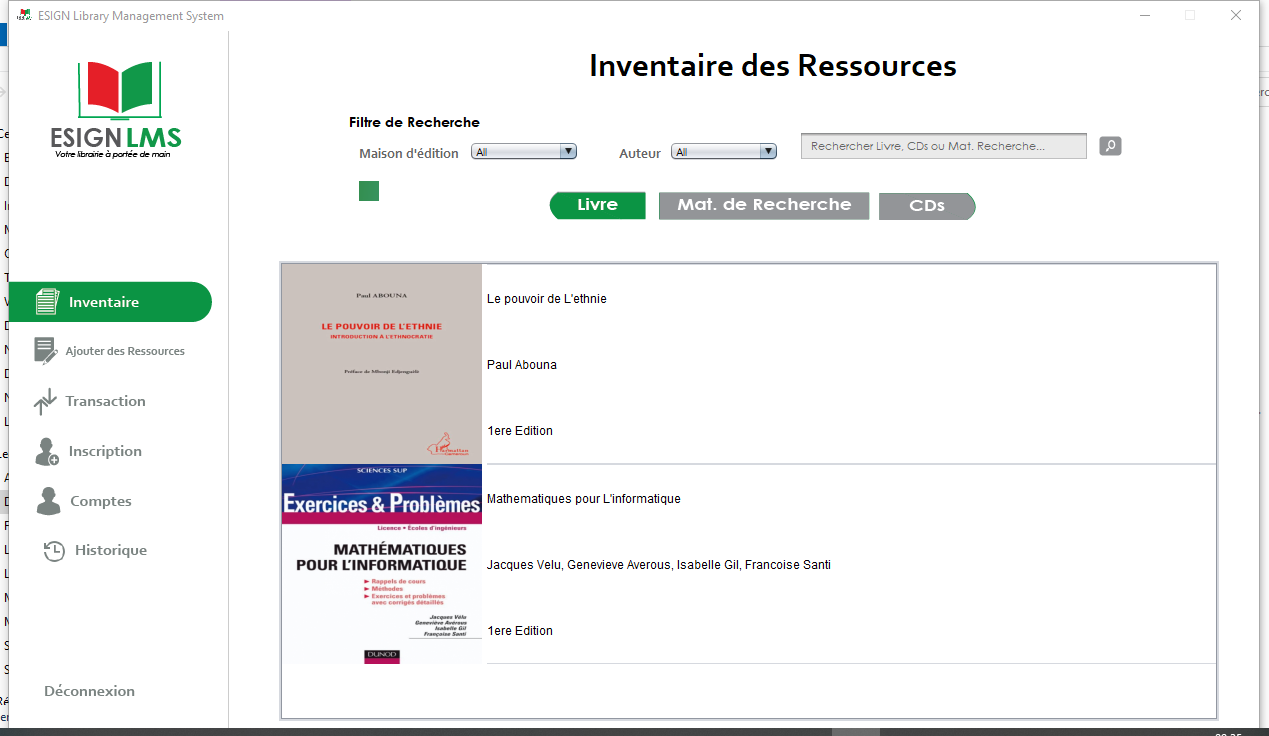 ESIGN Library Management System
ESIGN LMS
Votre librairie à portée de main
Inventaire
Ajouter des Ressources
Transaction
Inscription
Comptes
Historique
Déconnexion
Inventaire des Ressources
Filtre de Recherche
Maison d'édition All Auteur All Rechercher Livre, CDs ou Mat. Recherche...
Livre Mat. de Recherche CDs
Paul ABOUNA
LE POUVOIR DE L'ETHNIE
INTRODUCTION A L'ETHNOCRATIE
Préface de Mbonji Edjenguèlè
Le pouvoir de L'ethnie
Paul Abouna
1ere Edition
SCIENCES SUP
Exercices & Problèmes
Licence • Écoles d'ingénieurs
MATHÉMATIQUES
POUR L'INFORMATIQUE
► Rappels de cours
► Méthodes
► Exercices et problèmes
avec corrigés détaillés
Jacques Vélu
Geneviève Avérous
Isabelle Gil
Françoise Santi
DUNOD
Mathematiques pour L'informatique
Jacques Velu, Genevieve Averous, Isabelle Gil, Francoise Santi
1ere Edition